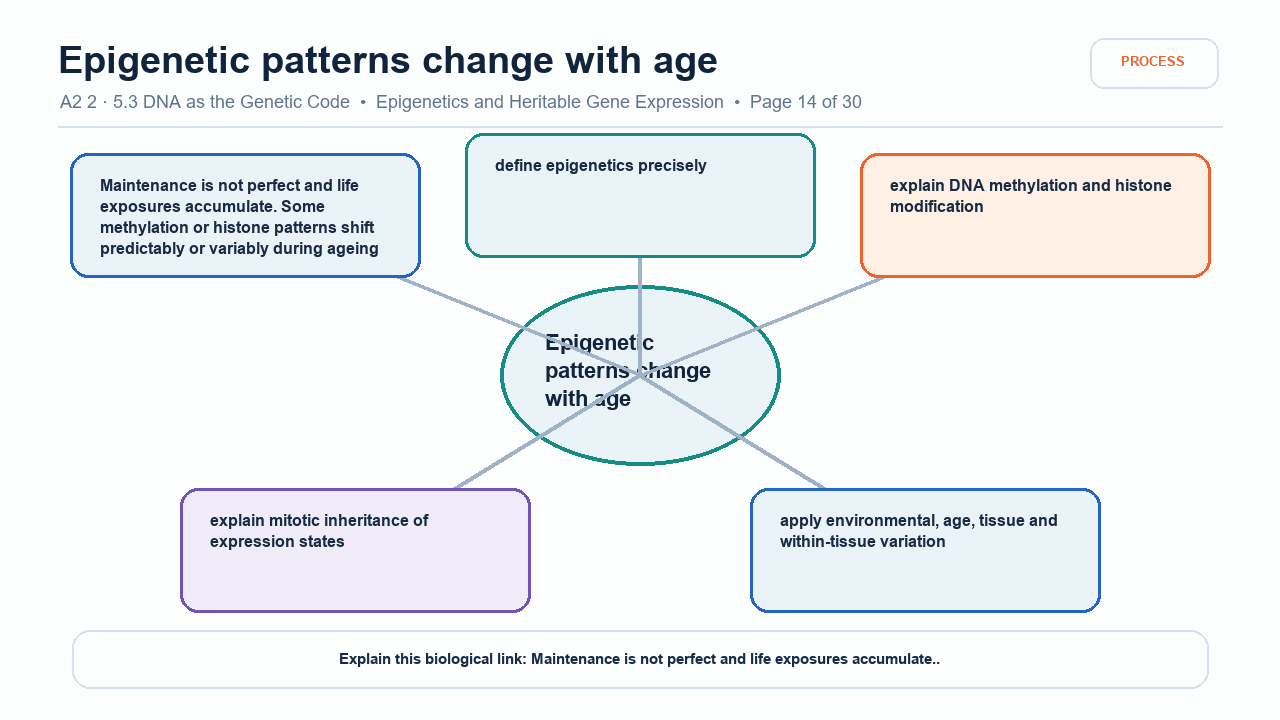 Epigenetic patterns change with age
PROCESS
A2 2 · 5.3 DNA as the Genetic Code • Epigenetics and Heritable Gene Expression • Page 14 of 30
Maintenance is not perfect and life
exposures accumulate. Some
methylation or histone patterns shift
predictably or variably during ageing
define epigenetics precisely
explain DNA methylation and histone
modification
Epigenetic
patterns change
with age
explain mitotic inheritance of
expression states
apply environmental, age, tissue and
within-tissue variation
Explain this biological link: Maintenance is not perfect and life exposures accumulate..